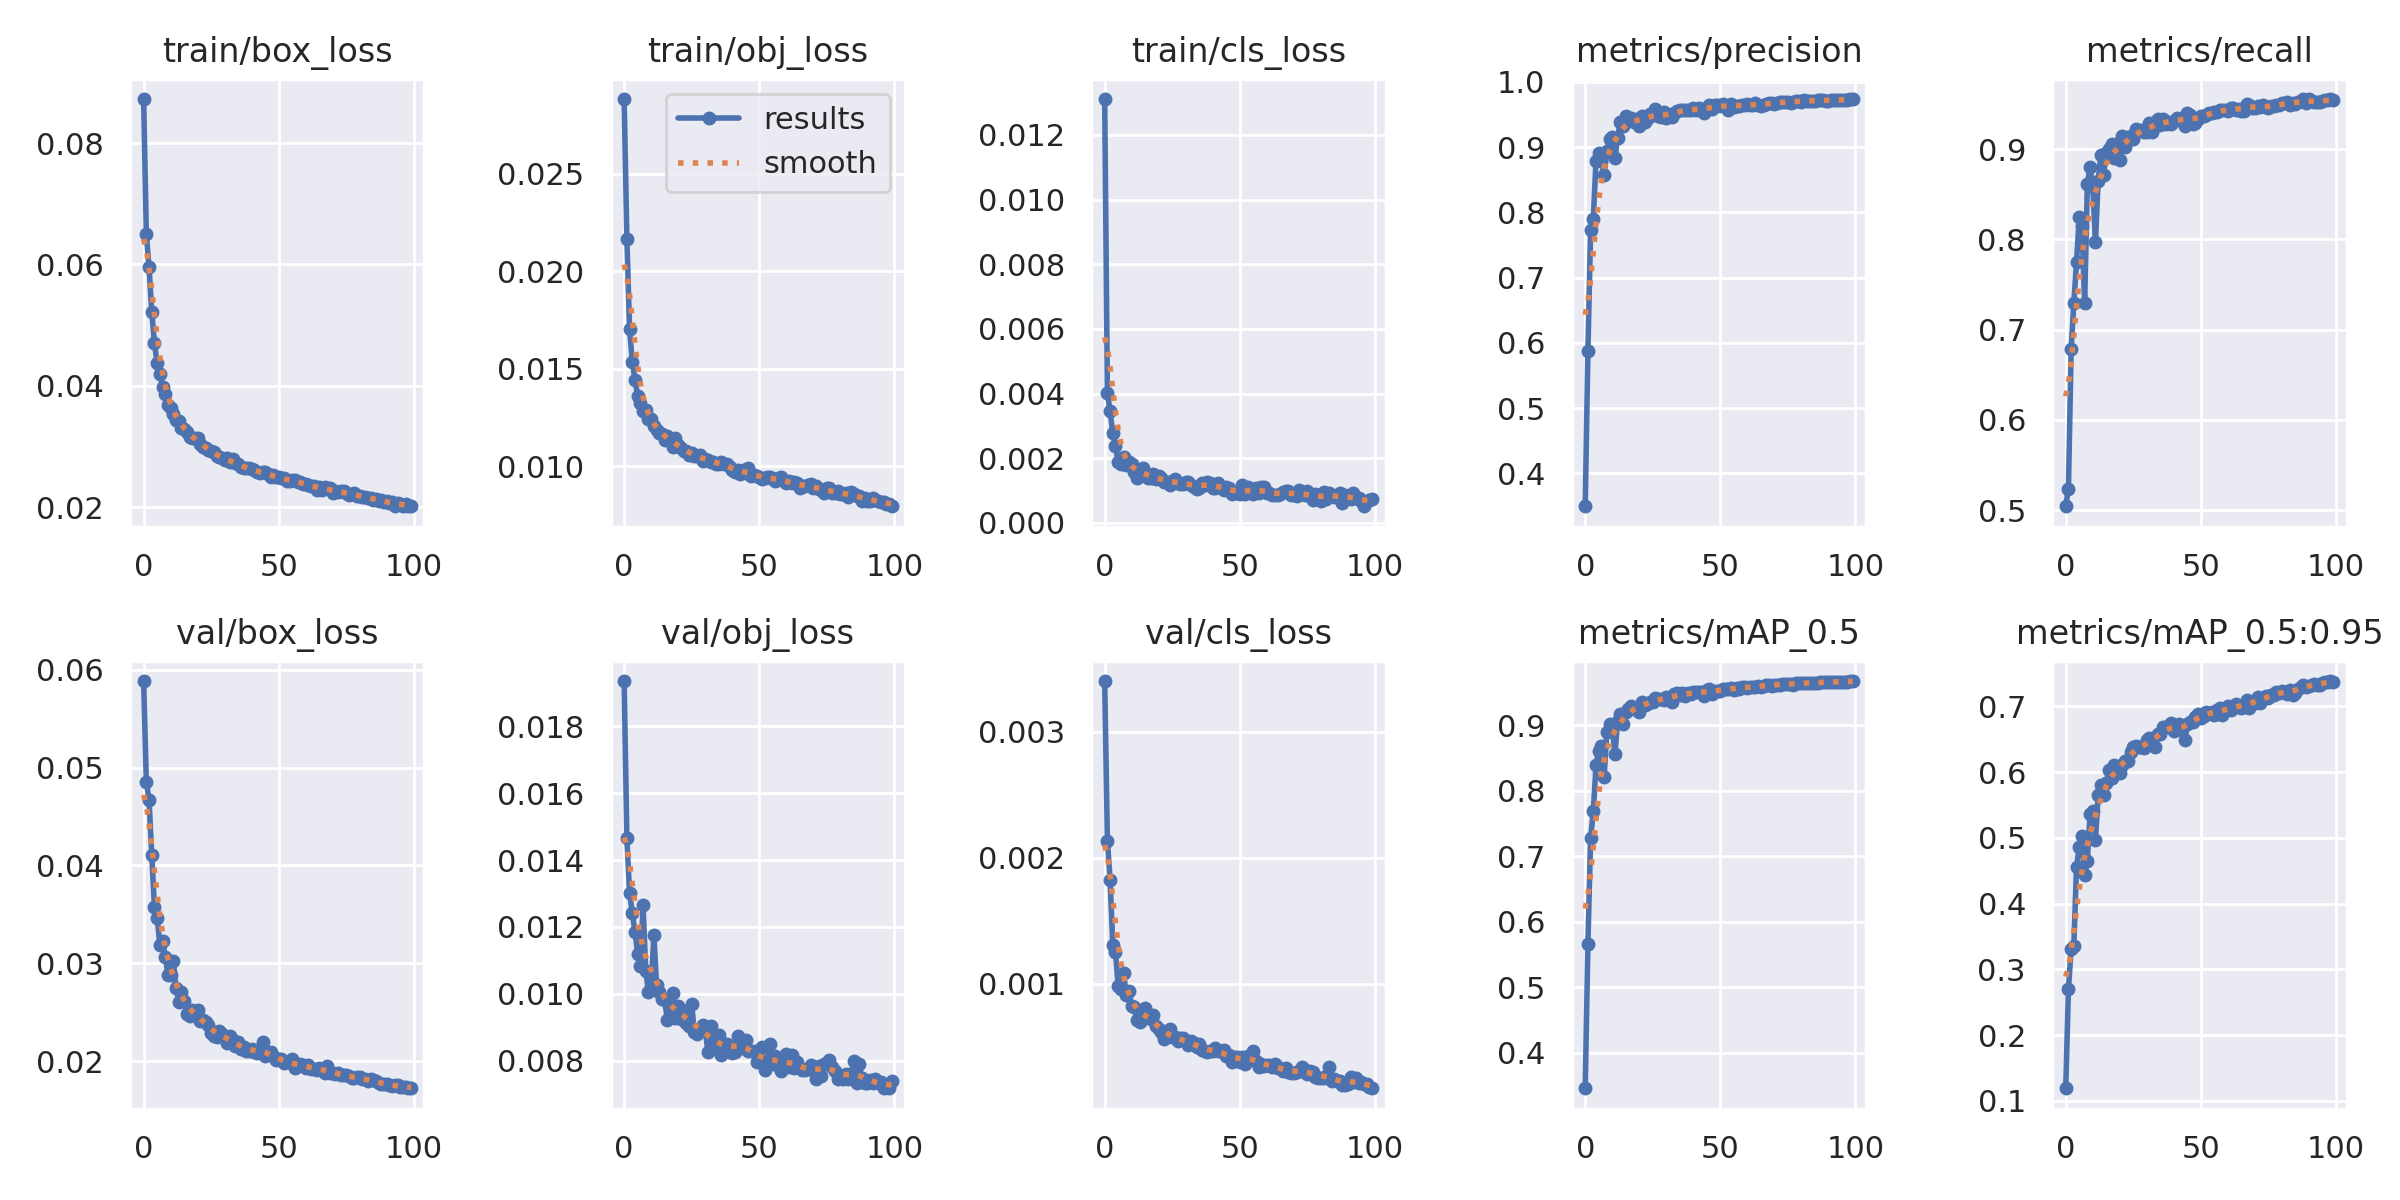 train/box_loss
0.08
0.06
0.04
0.02
0 50 100
train/obj_loss
results
smooth
0.025
0.020
0.015
0.010
0 50 100
train/cls_loss
0.012
0.010
0.008
0.006
0.004
0.002
0.000
0 50 100
metrics/precision
1.0
0.9
0.8
0.7
0.6
0.5
0.4
0 50 100
metrics/recall
0.9
0.8
0.7
0.6
0.5
0 50 100
val/box_loss
0.06
0.05
0.04
0.03
0.02
0 50 100
val/obj_loss
0.018
0.016
0.014
0.012
0.010
0.008
0 50 100
val/cls_loss
0.003
0.002
0.001
0 50 100
metrics/mAP_0.5
0.9
0.8
0.7
0.6
0.5
0.4
0 50 100
metrics/mAP_0.5:0.95
0.7
0.6
0.5
0.4
0.3
0.2
0.1
0 50 100